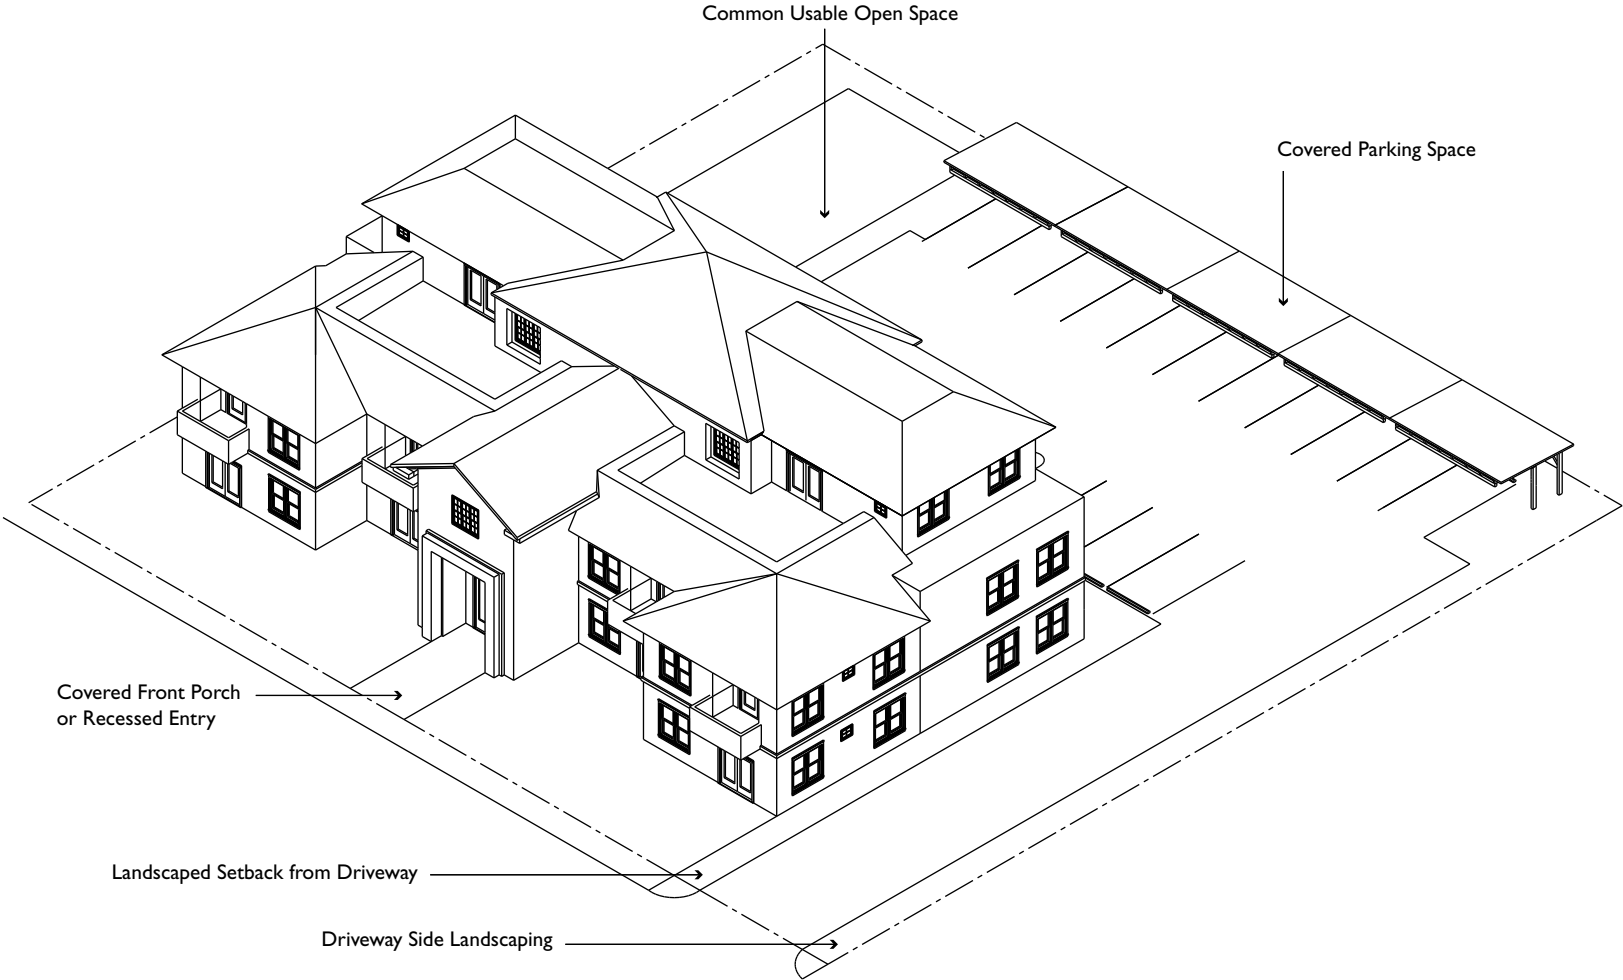 Common Usable Open Space
Covered Parking Space
Covered Front Porch
or Recessed Entry
Landscaped Setback from Driveway
Driveway Side Landscaping